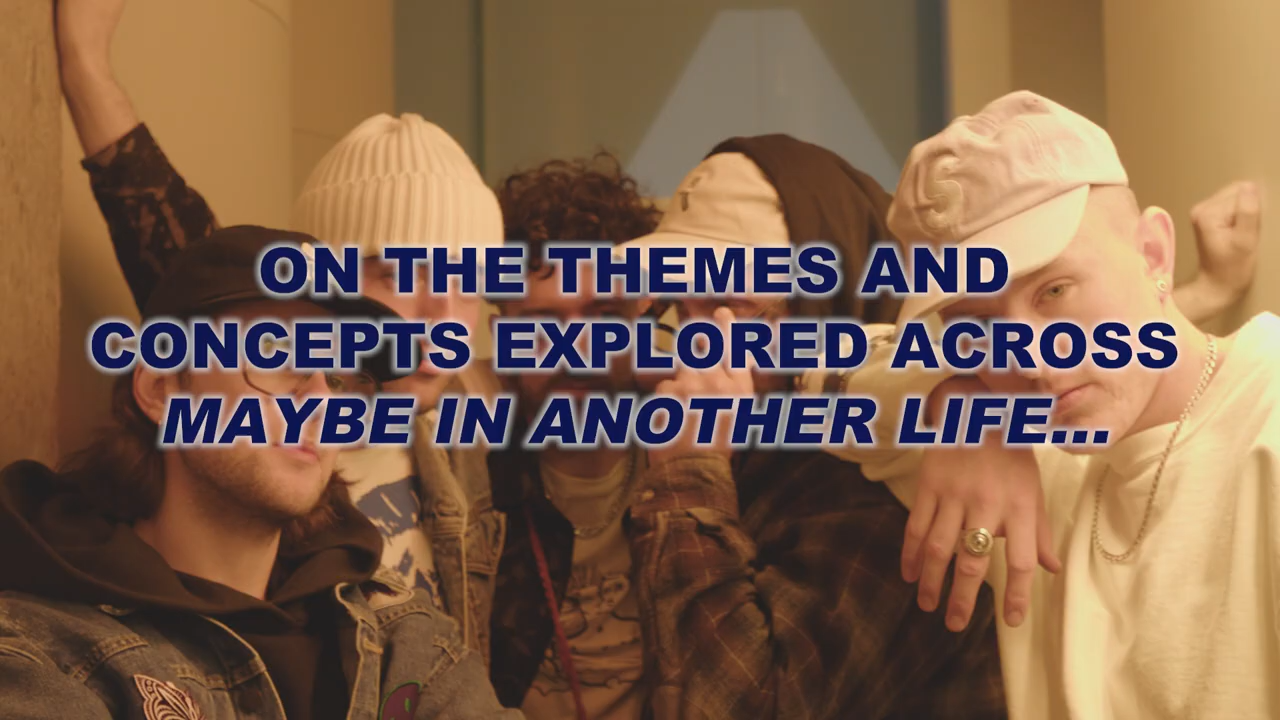 ON THE THEMES AND
CONCEPTS EXPLORED ACROSS
MAYBE IN ANOTHER LIFE...